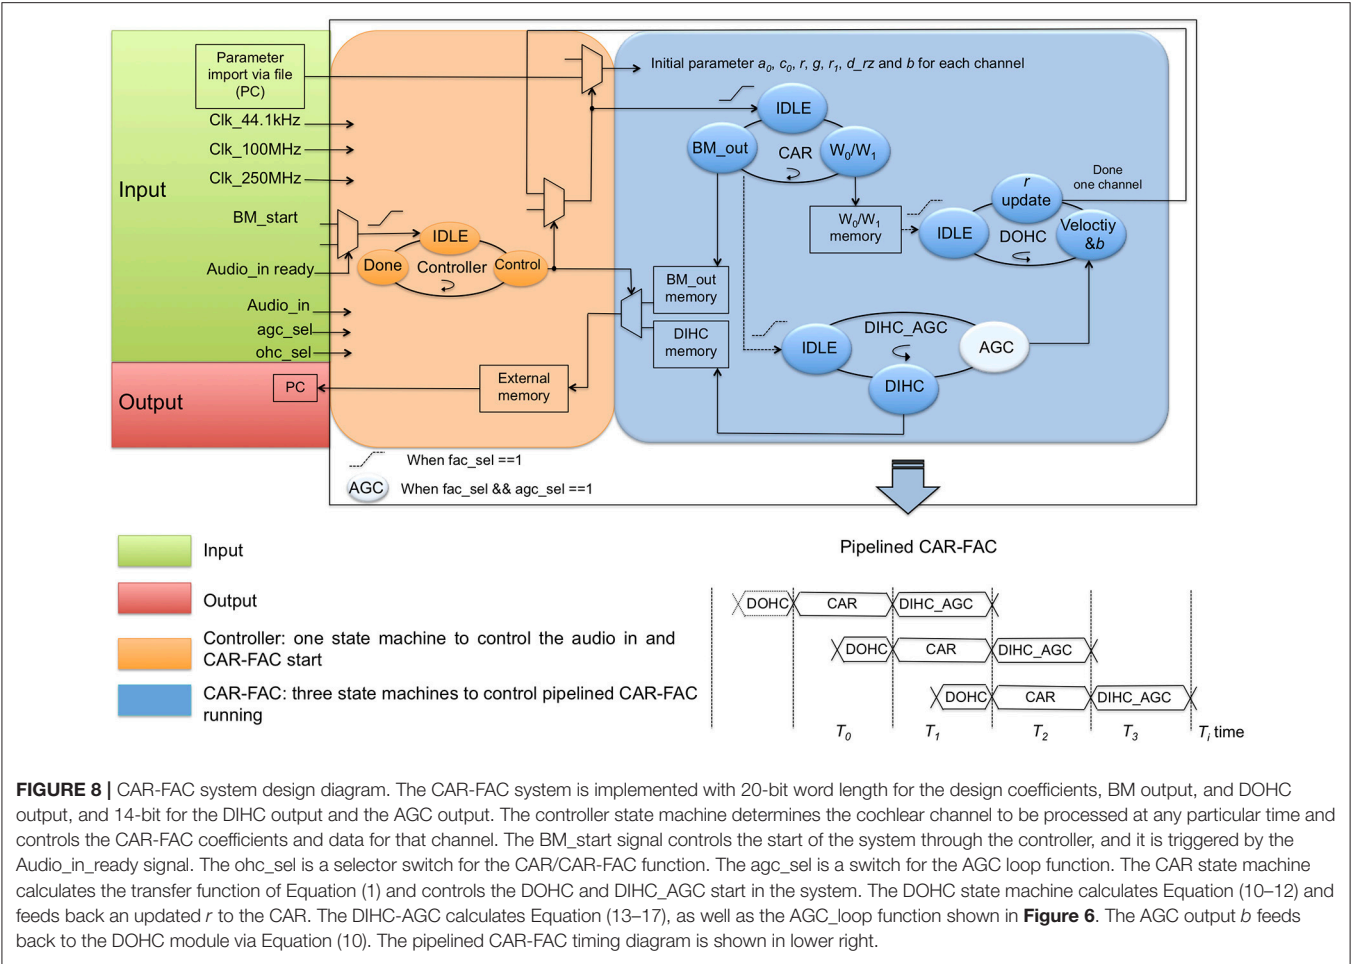 Parameter
import via file
(PC)
Clk_44.1kHz
Clk_100MHz
Clk_250MHz
Input
BM_start
Audio_in ready
Audio_in
agc_sel
ohc_sel
Output
PC
IDLE
Done
Controller
Control
External
memory
Initial parameter a0, c0, r, g, r1, d_rz and b for each channel
IDLE
BM_out
CAR
W0/W1
W0/W1
memory
Done
one channel
r
update
IDLE
DOHC
Veloctiy
&b
BM_out
memory
DIHC
memory
DIHC_AGC
IDLE
AGC
DIHC
When fac_sel ==1
AGC
When fac_sel && agc_sel ==1
Input
Output
Controller: one state machine to control the audio in and
CAR-FAC start
CAR-FAC: three state machines to control pipelined CAR-FAC
running
Pipelined CAR-FAC
DOHC CAR DIHC_AGC
DOHC CAR DIHC_AGC
DOHC CAR DIHC_AGC
T0 T1 T2 T3 Ti time
FIGURE 8 | CAR-FAC system design diagram. The CAR-FAC system is implemented with 20-bit word length for the design coefficients, BM output, and DOHC
output, and 14-bit for the DIHC output and the AGC output. The controller state machine determines the cochlear channel to be processed at any particular time and
controls the CAR-FAC coefficients and data for that channel. The BM_start signal controls the start of the system through the controller, and it is triggered by the
Audio_in_ready signal. The ohc_sel is a selector switch for the CAR/CAR-FAC function. The agc_sel is a switch for the AGC loop function. The CAR state machine
calculates the transfer function of Equation (1) and controls the DOHC and DIHC_AGC start in the system. The DOHC state machine calculates Equation (10–12) and
feeds back an updated r to the CAR. The DIHC-AGC calculates Equation (13–17), as well as the AGC_loop function shown in Figure 6. The AGC output b feeds
back to the DOHC module via Equation (10). The pipelined CAR-FAC timing diagram is shown in lower right.